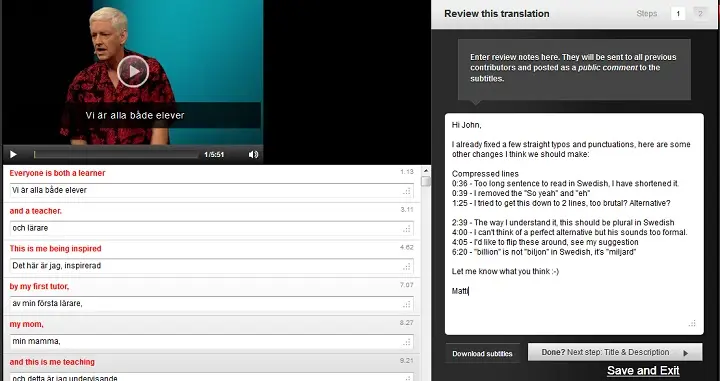 Vi är alla både elever
1/5:51
Everyone is both a learner
1.13
Vi är alla både elever
and a teacher.
3.11
och lärare
This is me being inspired
4.62
Det här är jag, inspirerad
by my first tutor,
7.07
av min första lärare,
my mom,
8.27
min mamma,
and this is me teaching
9.21
och detta är jag undervisande
Review this translation
Steps
1
2
Enter review notes here. They will be sent to all previous
contributors and posted as a public comment to the
subtitles.
Hi John,
I already fixed a few straight typos and punctuations, here are some
other changes I think we should make:
Compressed lines
0:36 - Too long sentence to read in Swedish, I have shortened it.
0:39 - I removed the "So yeah" and "eh"
1:25 - I tried to get this down to 2 lines, too brutal? Alternative?
2:39 - The way I understand it, this should be plural in Swedish
4:00 - I can't think of a perfect alternative but his sounds too formal.
4:05 - I'd like to flip these around, see my suggestion
6:20 - "billion" is not "biljon" in Swedish, it's "miljard"
Let me know what you think :-)
Matti
Download subtitles
Done? Next step: Title & Description
Save and Exit